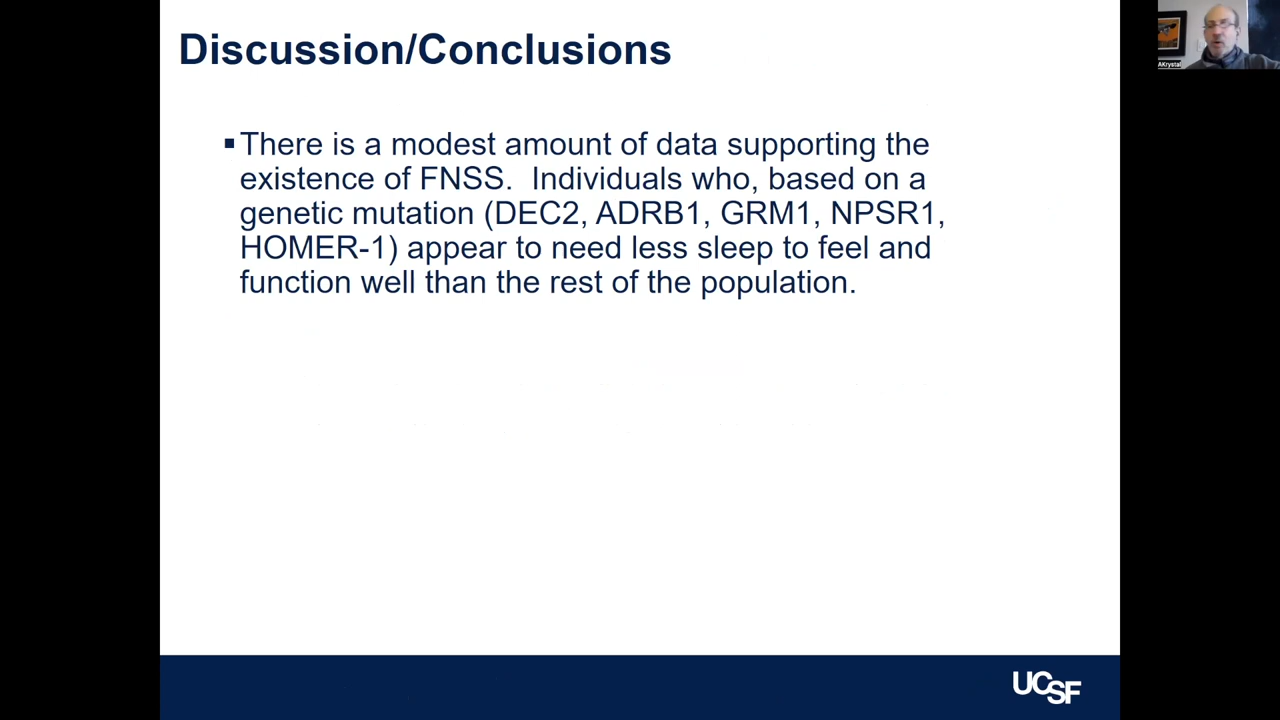 Discussion/Conclusions
AKrystal
▪There is a modest amount of data supporting the
existence of FNSS.  Individuals who, based on a
genetic mutation (DEC2, ADRB1, GRM1, NPSR1,
HOMER-1) appear to need less sleep to feel and
function well than the rest of the population.
UCSF